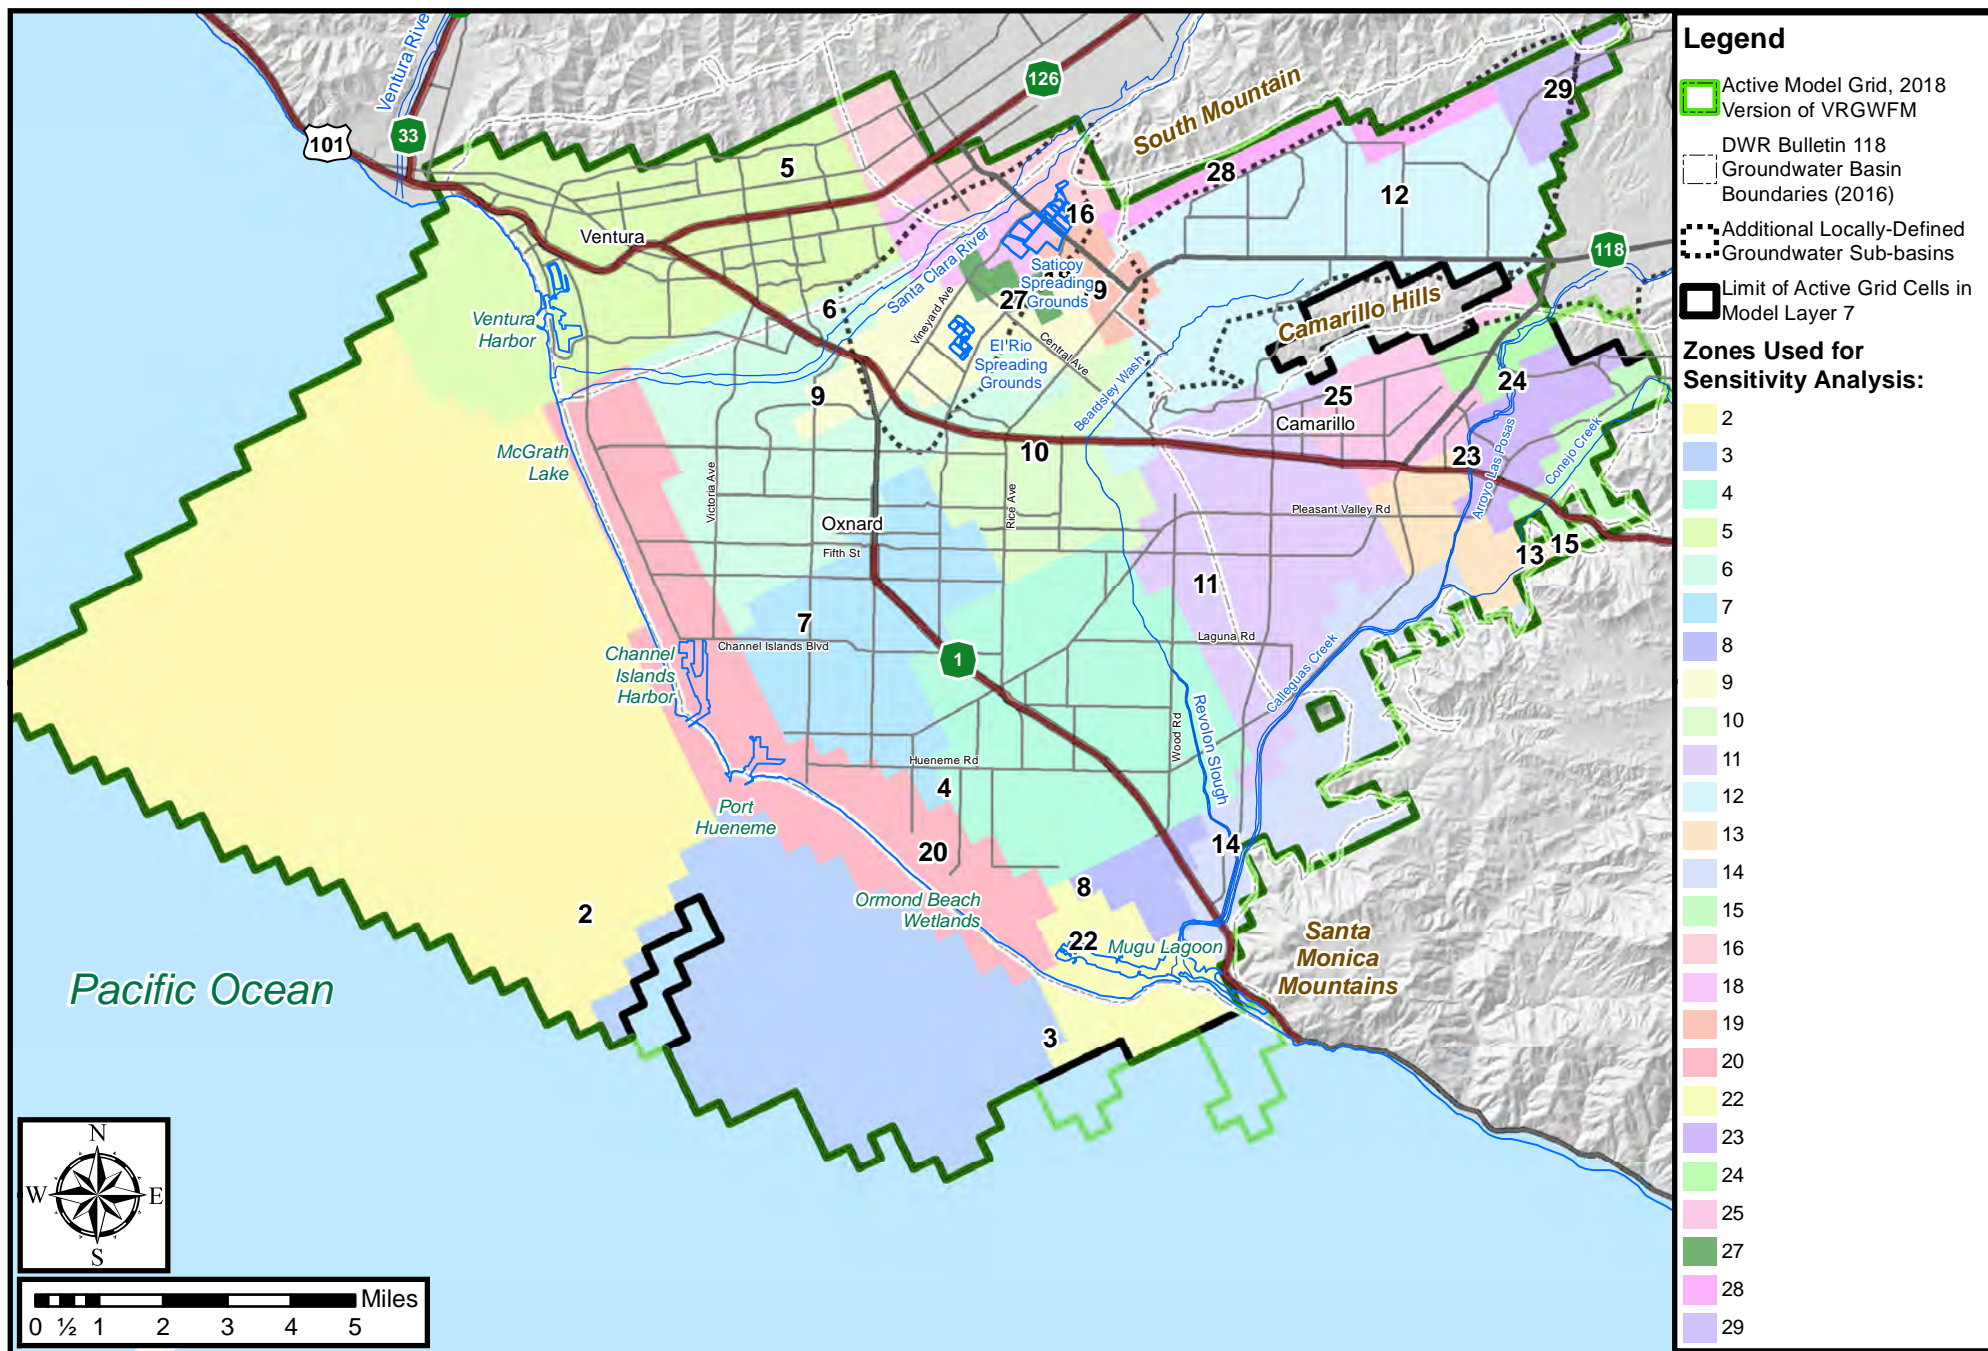 Ventura River
126
33
101
South Mountain
29
28
5
12
16
118
Ventura
Santa Clara River
Saticoy
Spreading
Grounds
18
19
27
6
Vineyard Ave
Camarillo Hills
Ventura
Harbor
El Rio
Spreading
Grounds
Central Ave
Beardsley Wash
9
25
24
Camarillo
10
23
McGrath
Lake
Victoria Ave
Rice Ave
Arroyo Las Posas
Conejo Creek
Pleasant Valley Rd
Oxnard
Fifth St
13
15
11
7
Channel Islands Blvd
Laguna Rd
1
Channel
Islands
Harbor
Calleguas Creek
Wood Rd
Revolon Slough
Hueneme Rd
4
Port
Hueneme
14
20
8
Ormond Beach
Wetlands
2
22
Mugu Lagoon
Santa
Monica
Mountains
Pacific Ocean
3
N
W
E
S
Miles
0 ½ 1 2 3 4 5
Legend
Active Model Grid, 2018
Version of VRGWFM
DWR Bulletin 118
Groundwater Basin
Boundaries (2016)
Additional Locally-Defined
Groundwater Sub-basins
Limit of Active Grid Cells in
Model Layer 7
Zones Used for
Sensitivity Analysis:
2
3
4
5
6
7
8
9
10
11
12
13
14
15
16
18
19
20
22
23
24
25
27
28
29